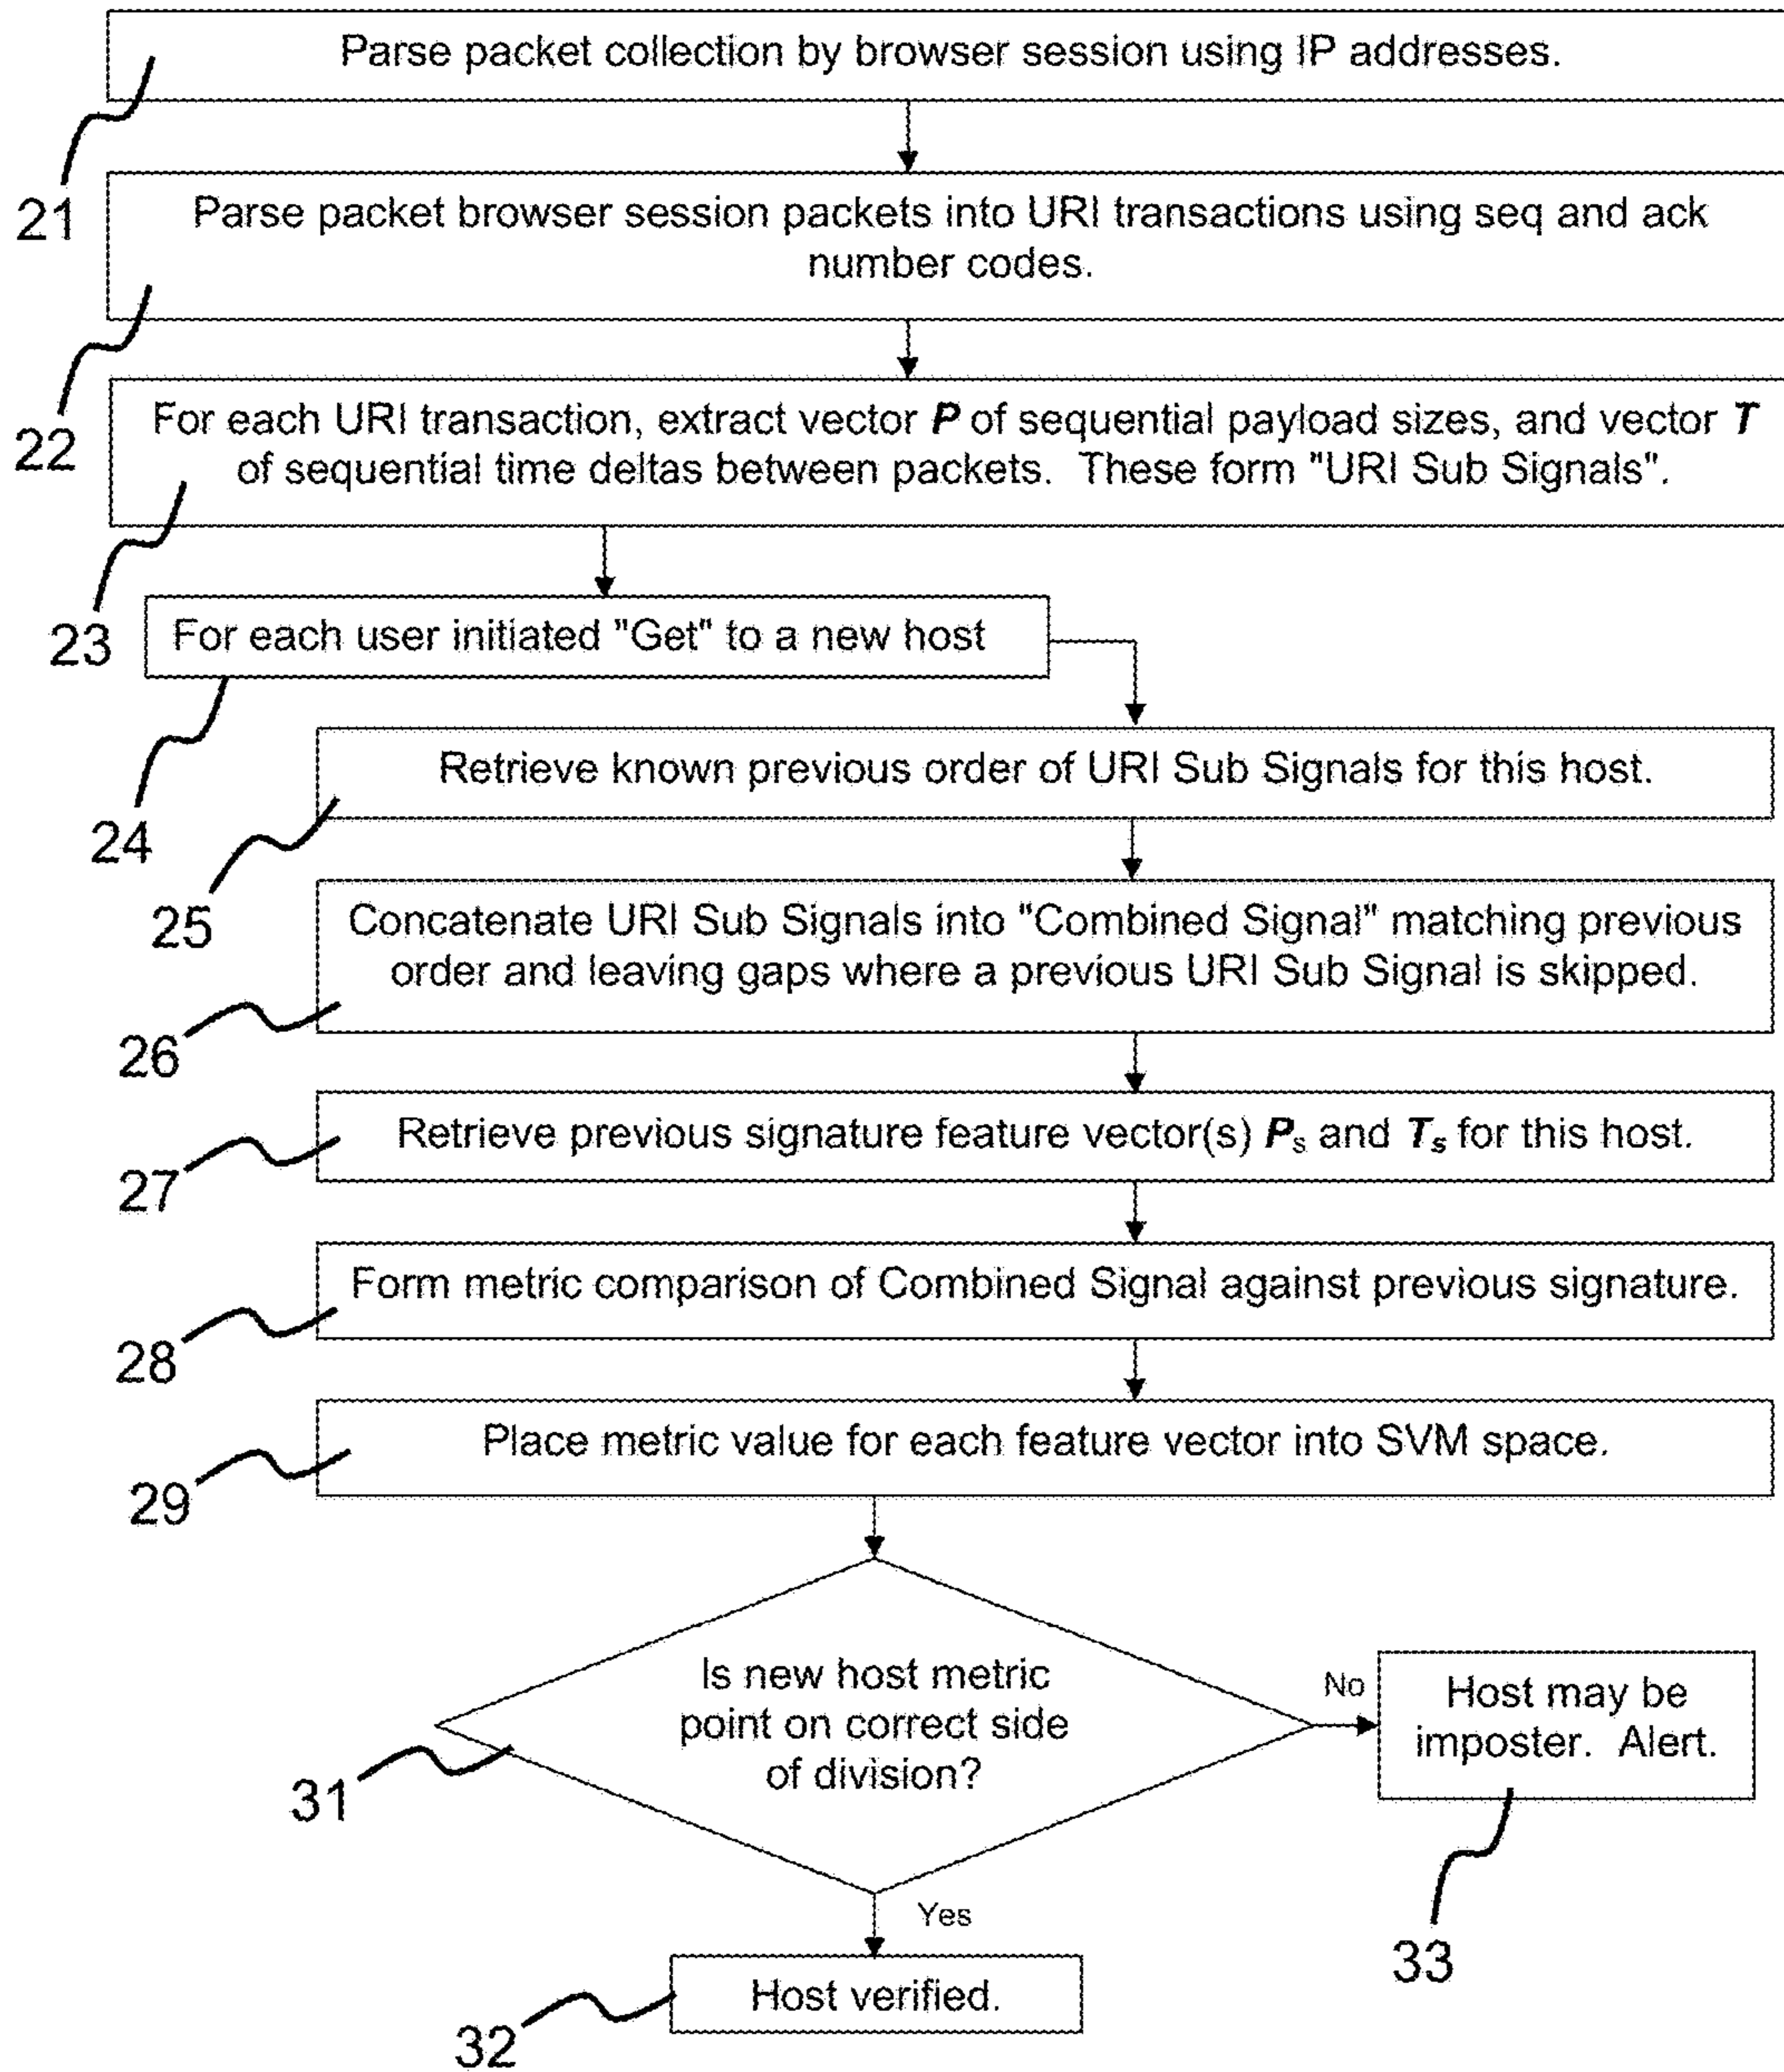 Parse packet collection by browser session using IP addresses.
21
Parse packet browser session packets into URI transactions using seq and ack
number codes.
22
For each URI transaction, extract vector P of sequential payload sizes, and vector T
of sequential time deltas between packets. These form "URI Sub Signals".
23
For each user initiated "Get" to a new host
24
Retrieve known previous order of URI Sub Signals for this host.
25
Concatenate URI Sub Signals into "Combined Signal" matching previous
order and leaving gaps where a previous URI Sub Signal is skipped.
26
Retrieve previous signature feature vector(s) Ps and Ts for this host.
27
Form metric comparison of Combined Signal against previous signature.
28
Place metric value for each feature vector into SVM space.
29
Is new host metric
point on correct side
of division?
31
No
Host may be
imposter. Alert.
33
Yes
Host verified.
32